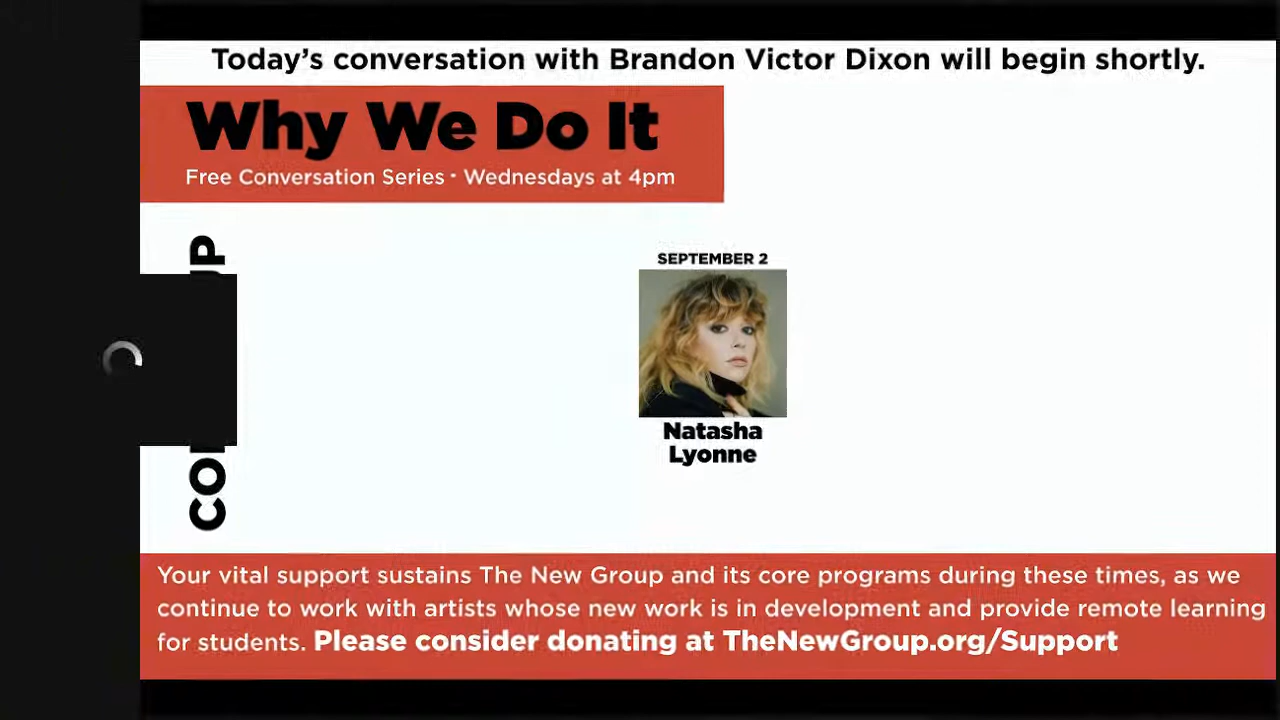 Today's conversation with Brandon Victor Dixon will begin shortly.
Why We Do It
Free Conversation Series · Wednesdays at 4pm
SEPTEMBER 2
Natasha
Lyonne
Your vital support sustains The New Group and its core programs during these times, as we
continue to work with artists whose new work is in development and provide remote learning
for students. Please consider donating at TheNewGroup.org/Support